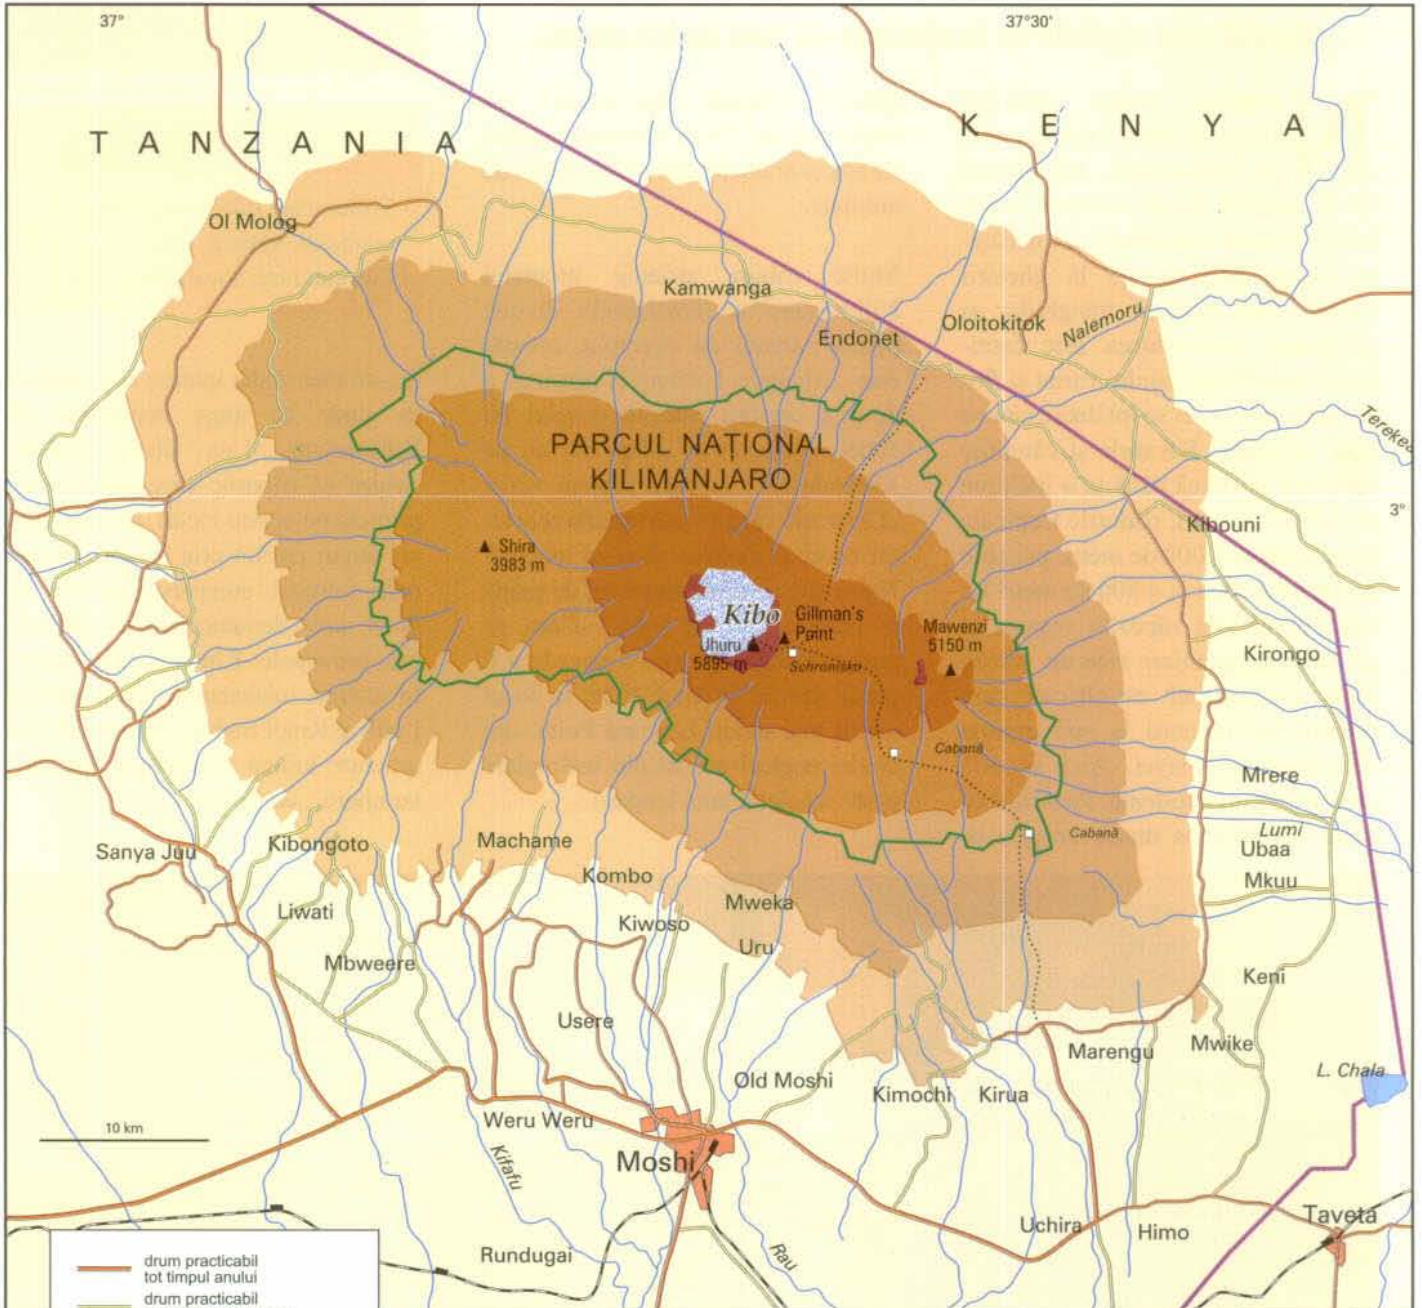 37°
37°30'
TANZANIA
KENYA
Ol Molog
Kamwanga
Endonet
Oloitokitok
Nalemoru
PARCUL NAȚIONAL
KILIMANJARO
3°
Kibouni
Shira
3983 m
Kibo
Gillman's
Point
Uhuru
5895 m
Schronisko
Mawenzi
5150 m
Kirongo
Cabană
Mrere
Cabană
Lumi
Ubaa
Mkuu
Sanya Juu
Kibongoto
Machame
Kombo
Mweka
Liwati
Kiwoso
Uru
Mbweere
Keni
Usere
Marengu
Mwike
L. Chala
Old Moshi
Kimochi
Kirua
10 km
Weru Weru
Kifafu
Moshi
Taveta
Uchira
Himo
Rundugai
Rau
drum practicabil
tot timpul anului
drum practicabil